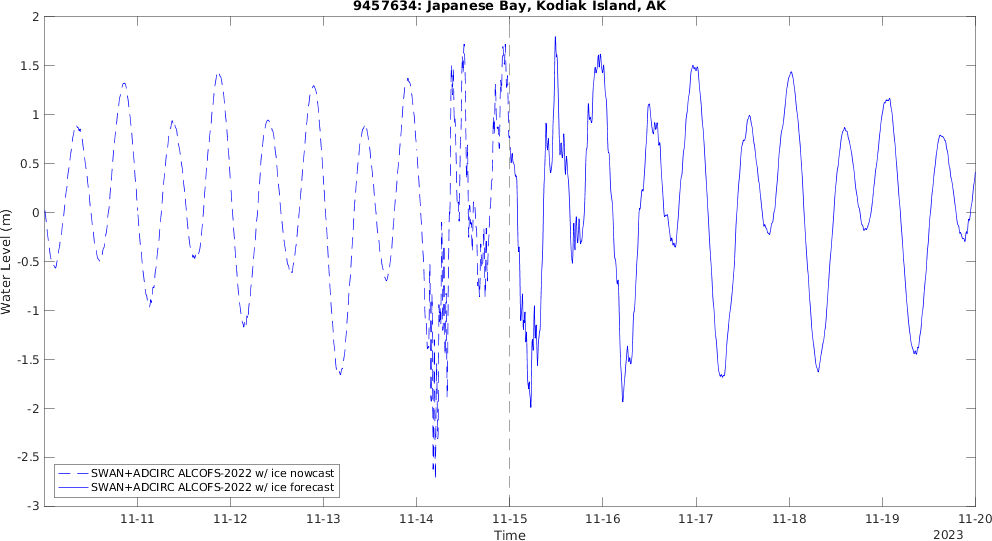 9457634: Japanese Bay, Kodiak Island, AK
2
1.5
1
0.5
0
-0.5
-1
-1.5
-2
-2.5
-3
Water Level (m)
SWAN+ADCIRC ALCOFS-2022 w/ ice nowcast
SWAN+ADCIRC ALCOFS-2022 w/ ice forecast
11-11 11-12 11-13 11-14 11-15 11-16 11-17 11-18 11-19 11-20
Time
2023